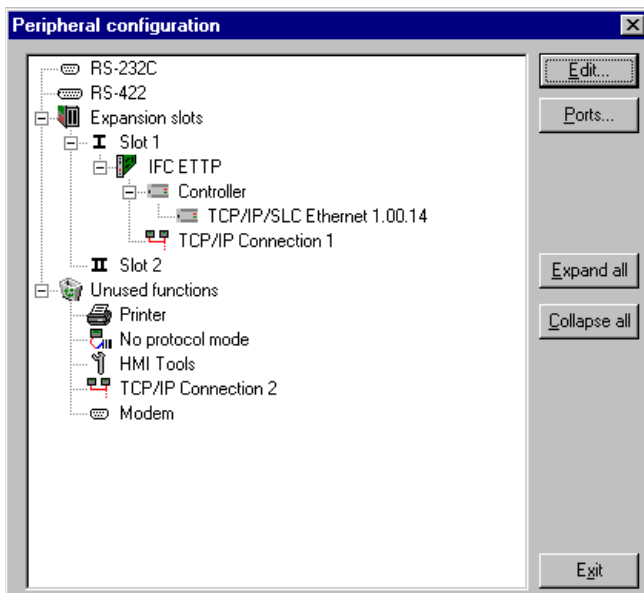 Peripheral configuration
RS-232C
RS-422
Expansion slots
I Slot 1
IFC ETTP
Controller
TCP/IP/SLC Ethernet 1.00.14
TCP/IP Connection 1
II Slot 2
Unused functions
Printer
No protocol mode
HMI Tools
TCP/IP Connection 2
Modem
Edit...
Ports...
Expand all
Collapse all
Exit